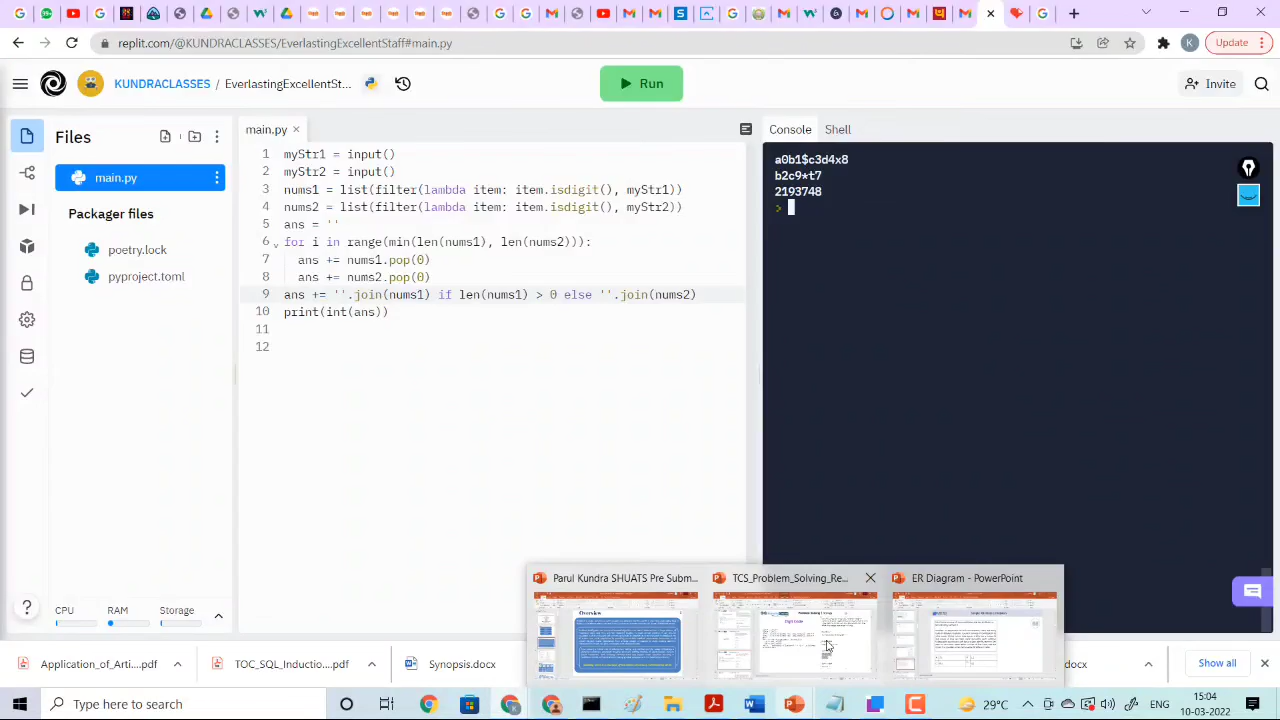 replit.com/@KUNDRACLASSES/EverlastingExcellentStaff#main.py
K
Update
KUNDRACLASSES / EverlastingExcellentSt...
Run
Invite
Files
main.py
Console
Shell
main.py
Packager files
poetry.lock
pyproject.toml
1 myStr1 = input()
2 myStr2 = input()
3 nums1 = list(filter(lambda item: item.isdigit(), myStr1))
4 nums2 = list(filter(lambda item: item.isdigit(), myStr2))
5 ans = ''
6 for i in range(min(len(nums1), len(nums2))):
7 ans += nums1.pop(0)
8 ans += nums2.pop(0)
9 ans += ''.join(nums1) if len(nums1) > 0 else ''.join(nums2)
10 print(int(ans))
11
12
a0b1$c3d4x8
b2c9*t7
2193748
>
?
CPU RAM Storage
Parul Kundra SHUATS Pre Subm...
TCS_Problem_Solving_Re...
ER Diagram - PowerPoint
Overview
Show all
Type here to search
29°C
ENG
15:04
10-03-2022